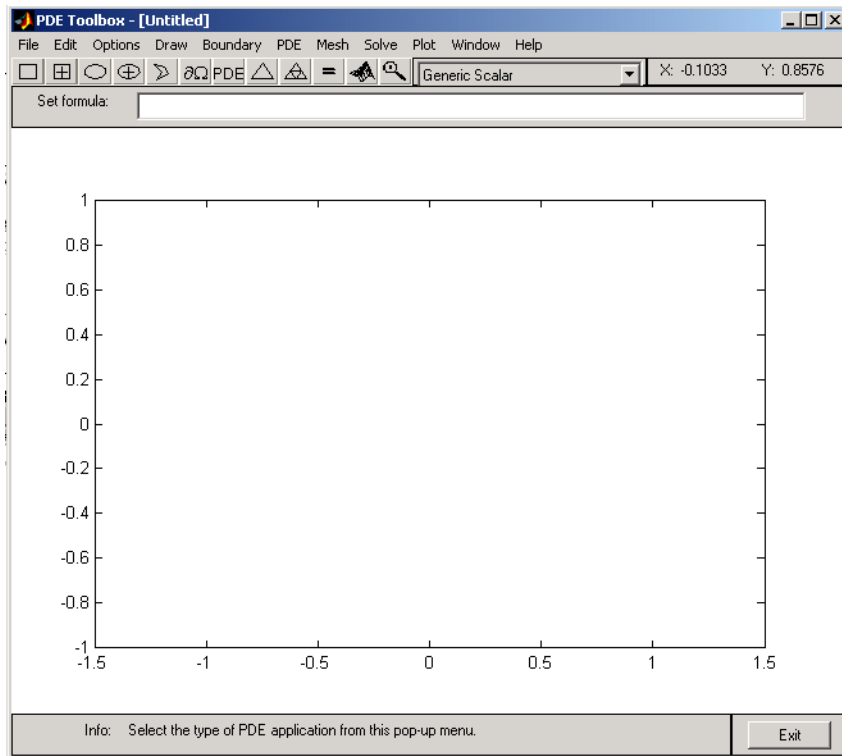 PDE Toolbox - [Untitled]
File Edit Options Draw Boundary PDE Mesh Solve Plot Window Help
∂Ω PDE = Generic Scalar X: -0.1033 Y: 0.8576
Set formula:
1
0.8
0.6
0.4
0.2
0
-0.2
-0.4
-0.6
-0.8
-1
-1.5 -1 -0.5 0 0.5 1 1.5
Info: Select the type of PDE application from this pop-up menu. Exit